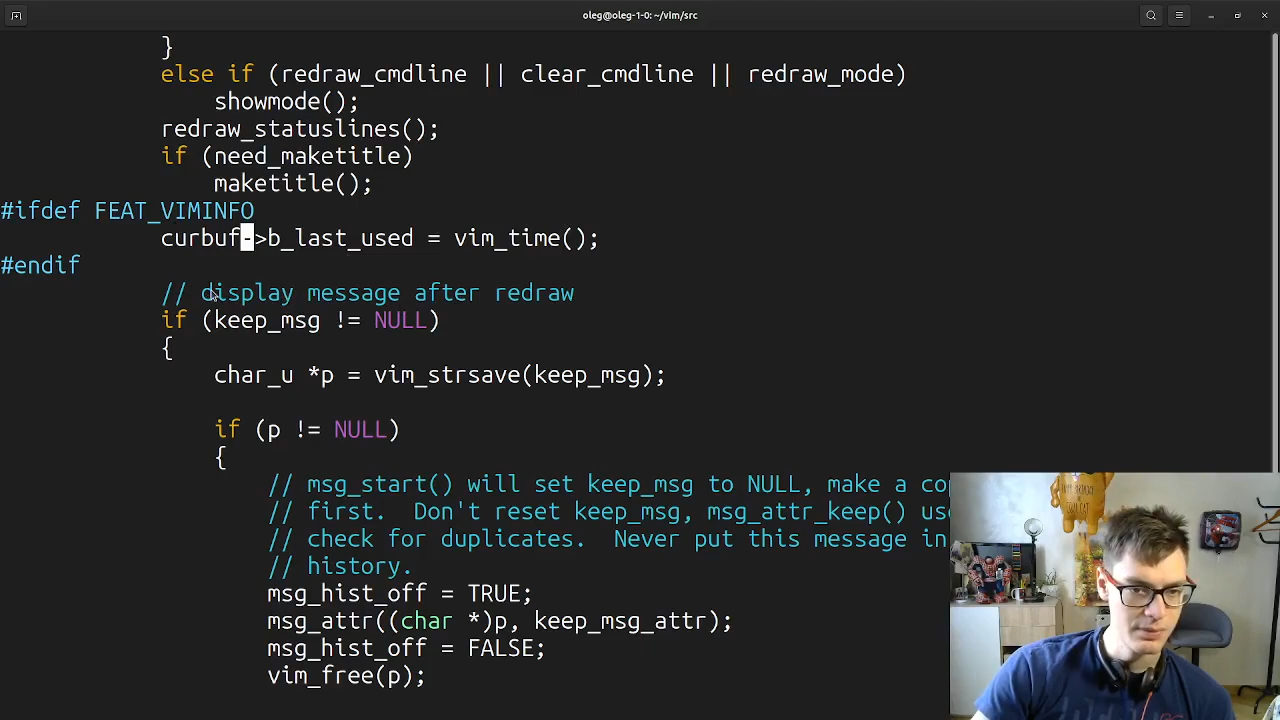 oleg@oleg-1-0: ~/vim/src
}
else if (redraw_cmdline || clear_cmdline || redraw_mode)
showmode();
redraw_statuslines();
if (need_maketitle)
maketitle();
#ifdef FEAT_VIMINFO
curbuf->b_last_used = vim_time();
#endif
// display message after redraw
if (keep_msg != NULL)
{
char_u *p = vim_strsave(keep_msg);
if (p != NULL)
{
// msg_start() will set keep_msg to NULL, make a co
// first.  Don't reset keep_msg, msg_attr_keep() us
// check for duplicates.  Never put this message in
// history.
msg_hist_off = TRUE;
msg_attr((char *)p, keep_msg_attr);
msg_hist_off = FALSE;
vim_free(p);